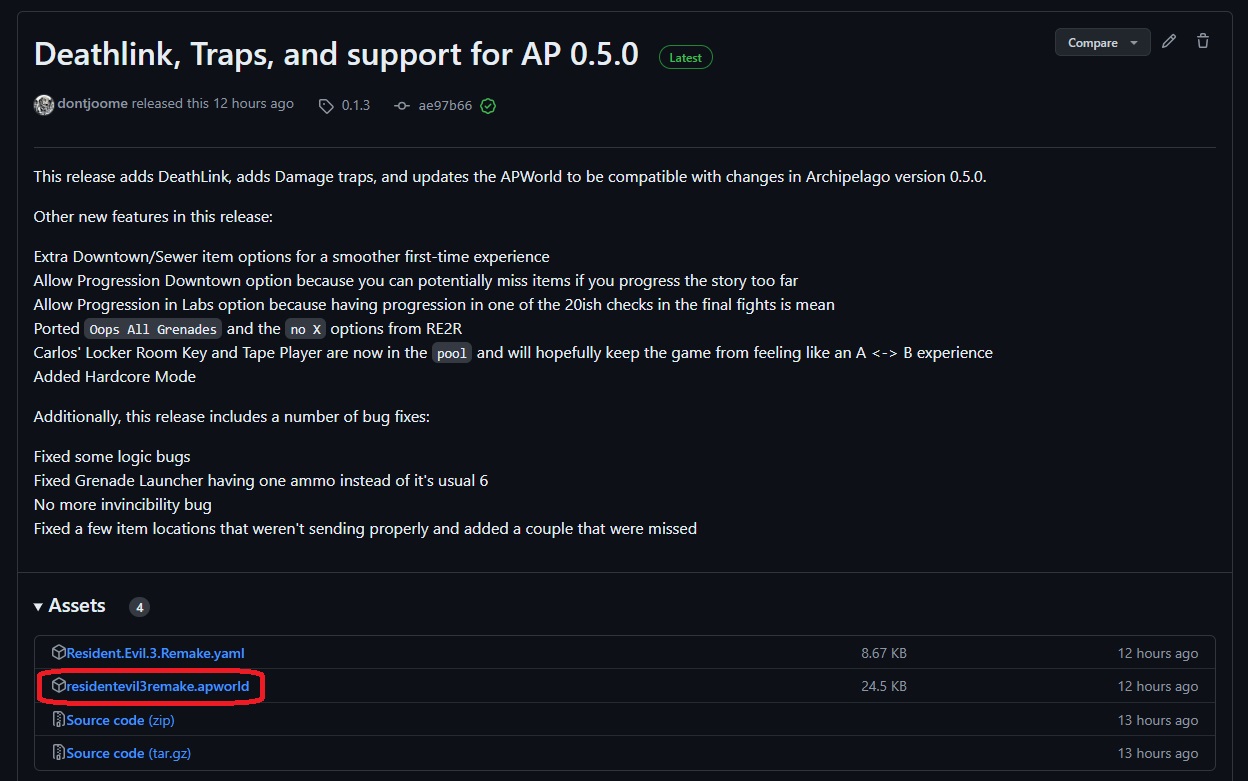 Deathlink, Traps, and support for AP 0.5.0 Latest
Compare
dontjoome released this 12 hours ago 0.1.3 ae97b66
This release adds DeathLink, adds Damage traps, and updates the APWorld to be compatible with changes in Archipelago version 0.5.0.
Other new features in this release:
Extra Downtown/Sewer item options for a smoother first-time experience
Allow Progression Downtown option because you can potentially miss items if you progress the story too far
Allow Progression in Labs option because having progression in one of the 20ish checks in the final fights is mean
Ported Oops All Grenades and the no X options from RE2R
Carlos' Locker Room Key and Tape Player are now in the pool and will hopefully keep the game from feeling like an A <-> B experience
Added Hardcore Mode
Additionally, this release includes a number of bug fixes:
Fixed some logic bugs
Fixed Grenade Launcher having one ammo instead of it's usual 6
No more invincibility bug
Fixed a few item locations that weren't sending properly and added a couple that were missed
Assets 4
Resident.Evil.3.Remake.yaml 8.67 KB 12 hours ago
residentevil3remake.apworld 24.5 KB 12 hours ago
Source code (zip) 13 hours ago
Source code (tar.gz) 13 hours ago